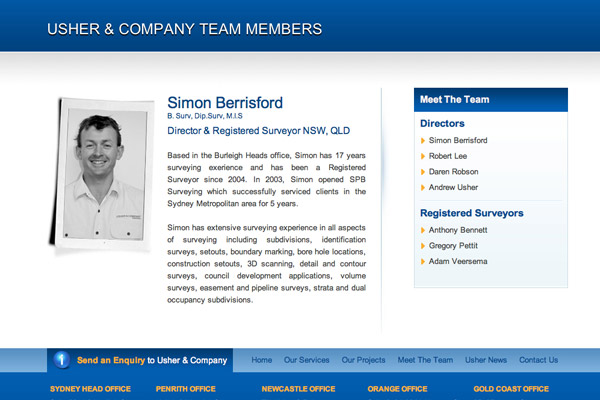 USHER & COMPANY TEAM MEMBERS
Simon Berrisford
B. Surv, Dip.Surv, M.I.S
Director & Registered Surveyor NSW, QLD
Based in the Burleigh Heads office, Simon has 17 years
surveying exerience and has been a Registered
Surveyor since 2004. In 2003, Simon opened SPB
Surveying which successfully serviced clients in the
Sydney Metropolitan area for 5 years.
Simon has extensive surveying experience in all aspects
of surveying including subdivisions, identification
surveys, setouts, boundary marking, bore hole locations,
construction setouts, 3D scanning, detail and contour
surveys, council development applications, volume
surveys, easement and pipeline surveys, strata and dual
occupancy subdivisions.
Meet The Team
Directors
Simon Berrisford
Robert Lee
Daren Robson
Andrew Usher
Registered Surveyors
Anthony Bennett
Gregory Pettit
Adam Veersema
1 Send an Enquiry to Usher & Company
Home Our Services Our Projects Meet The Team Usher News Contact Us
SYDNEY HEAD OFFICE PENRITH OFFICE NEWCASTLE OFFICE ORANGE OFFICE GOLD COAST OFFICE